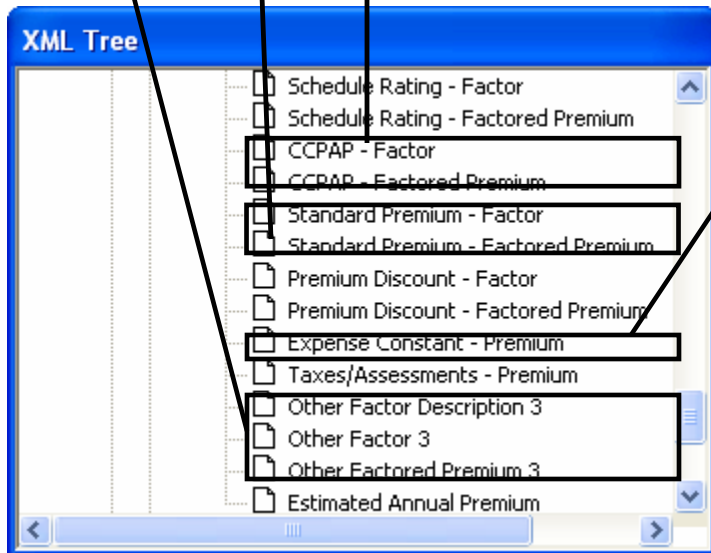 XML Tree
Schedule Rating - Factor
Schedule Rating - Factored Premium
CCPAP - Factor
CCPAP - Factored Premium
Standard Premium - Factor
Standard Premium - Factored Premium
Premium Discount - Factor
Premium Discount - Factored Premium
Expense Constant - Premium
Taxes/Assessments - Premium
Other Factor Description 3
Other Factor 3
Other Factored Premium 3
Estimated Annual Premium